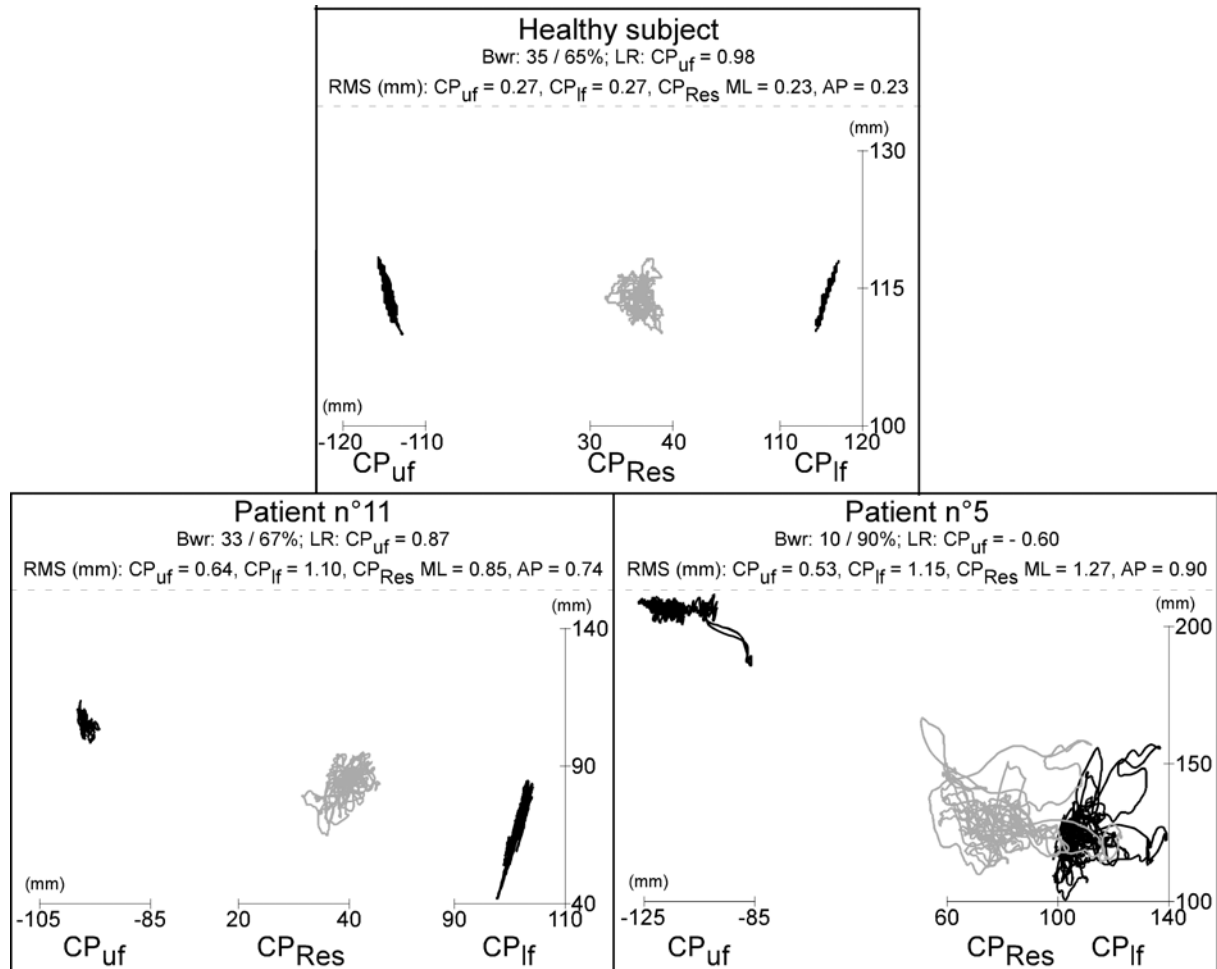 Healthy subject
Bwr: 35 / 65%; LR: CPuf = 0.98
RMS (mm): CPuf = 0.27, CPlf = 0.27, CPRes ML = 0.23, AP = 0.23
(mm)
130
115
(mm)
100
-120 -110 30 40 110 120
CPuf CPRes CPlf
Patient n°11
Bwr: 33 / 67%; LR: CPuf = 0.87
RMS (mm): CPuf = 0.64, CPlf = 1.10, CPRes ML = 0.85, AP = 0.74
(mm)
140
90
(mm)
40
-105 -85 20 40 90 110
CPuf CPRes CPlf
Patient n°5
Bwr: 10 / 90%; LR: CPuf = - 0.60
RMS (mm): CPuf = 0.53, CPlf = 1.15, CPRes ML = 1.27, AP = 0.90
(mm)
200
150
(mm)
100
-125 -85 60 100 140
CPuf CPRes CPlf